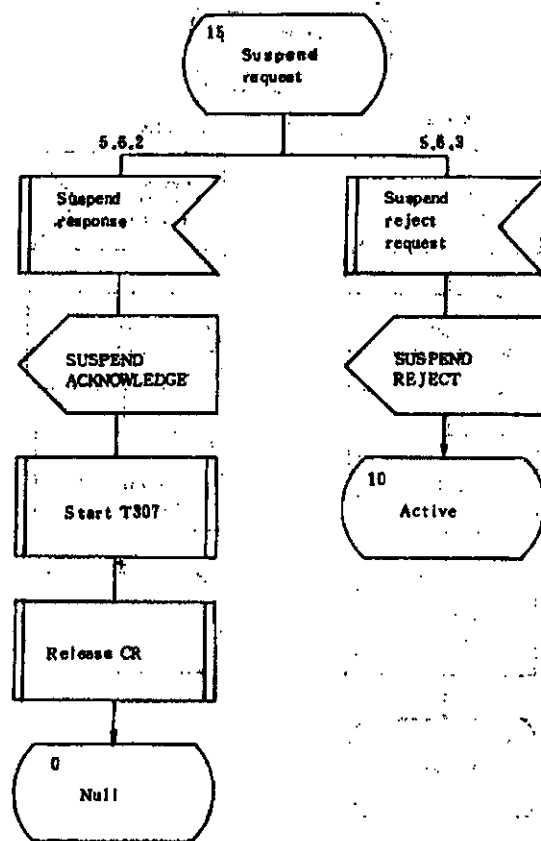 15
Suspend
request
5.6.2
5.6.3
Suspend
response
Suspend
reject
request
SUSPEND
ACKNOWLEDGE
SUSPEND
REJECT
Start T307
10
Active
Release CR
0
Null